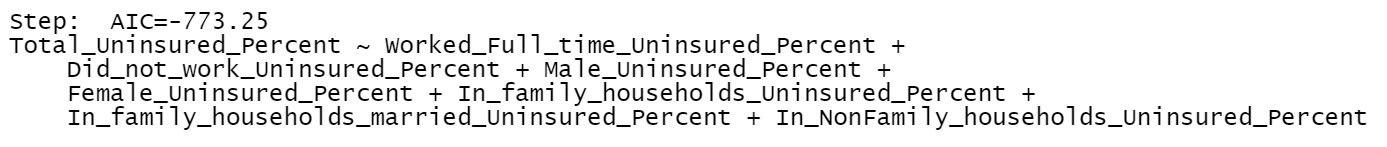 Step:  AIC=-773.25
Total_Uninsured_Percent ~ Worked_Full_time_Uninsured_Percent +
    Did_not_work_Uninsured_Percent + Male_Uninsured_Percent +
    Female_Uninsured_Percent + In_family_households_Uninsured_Percent +
    In_family_households_married_Uninsured_Percent + In_NonFamily_households_Uninsured_Percent